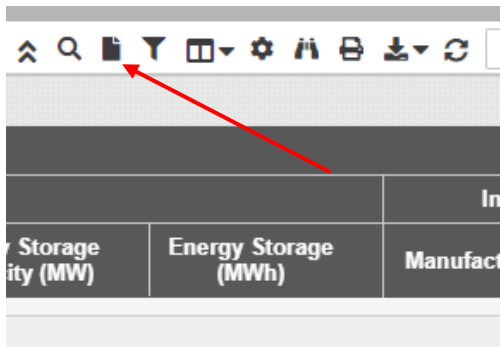 In
Storage
Energy Storage
ity (MW)
(MWh)
Manufact